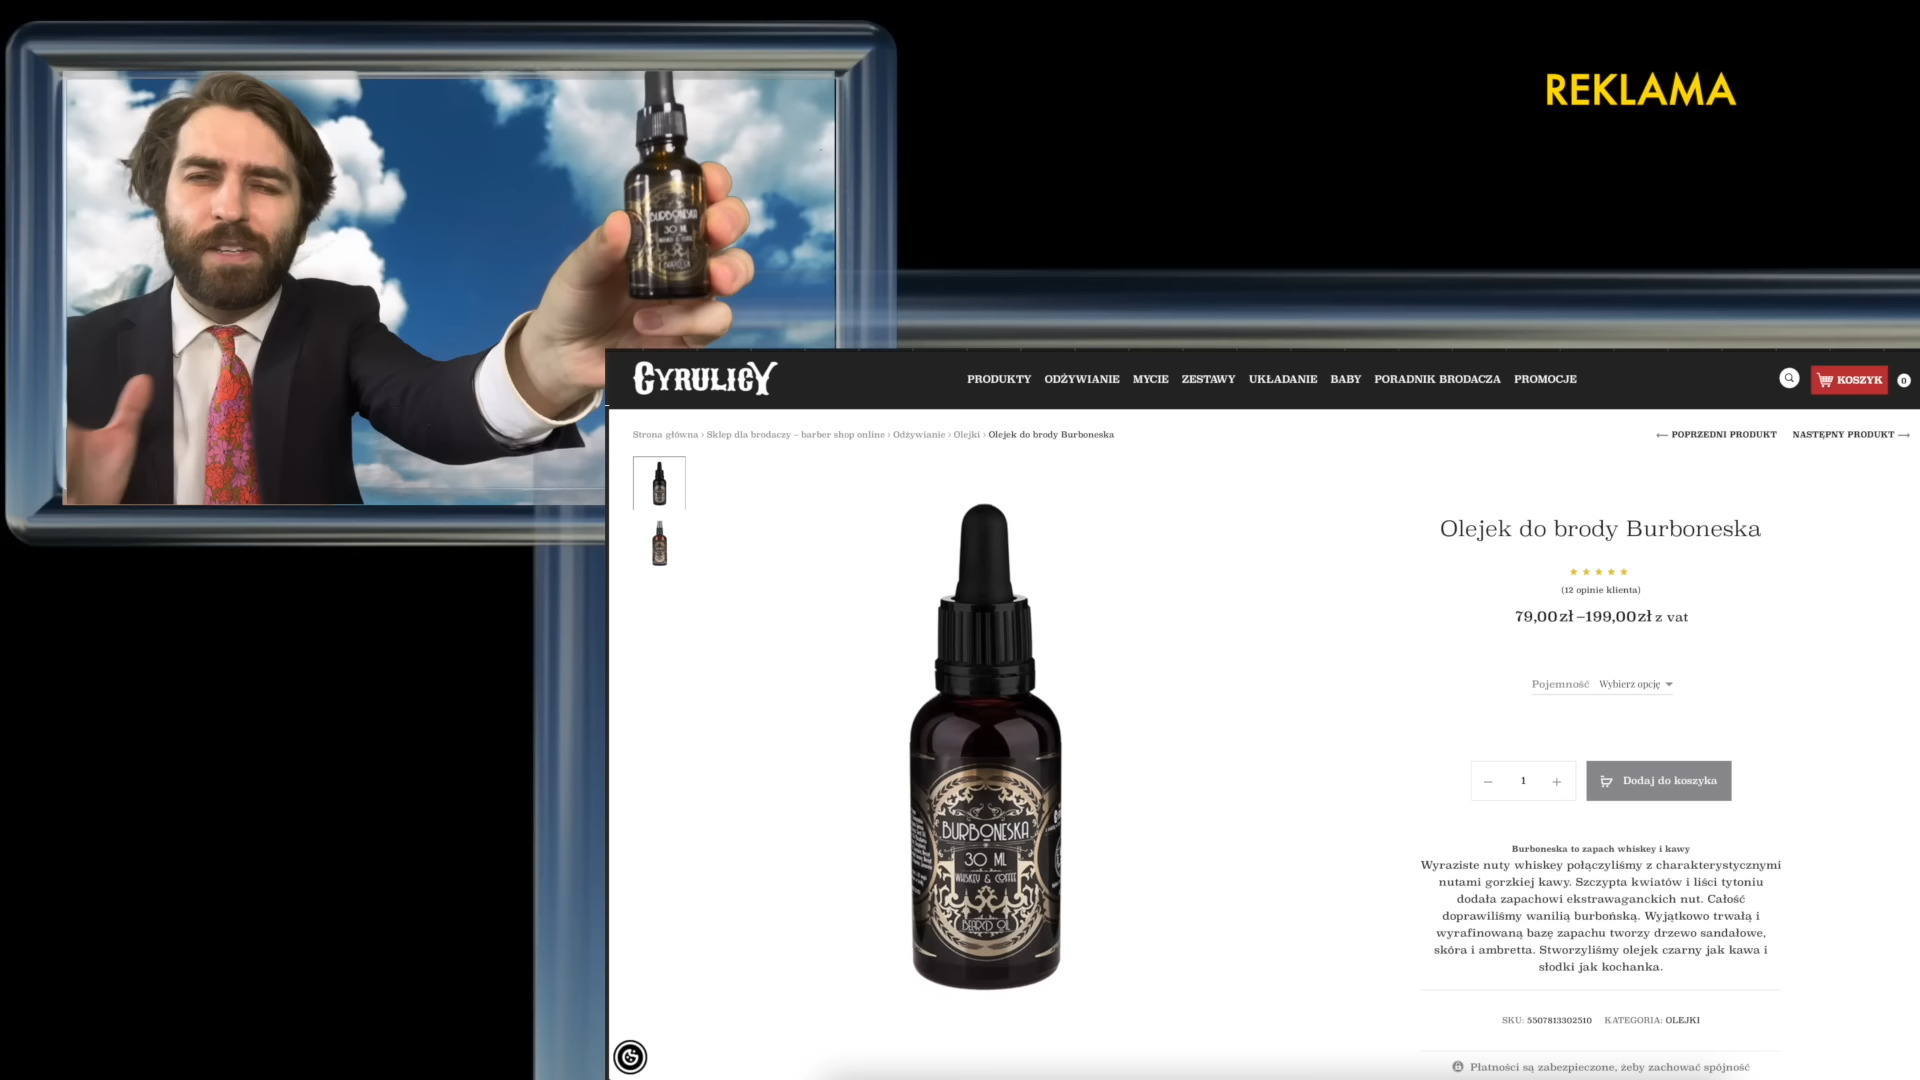 REKLAMA
BURBONESKA
30 ML
CYRULICY
PRODUKTY ODŻYWIANIE MYCIE ZESTAWY UKŁADANIE BABY PORADNIK BRODACZA PROMOCJE
KOSZYK 0
Strona główna › Sklep dla brodaczy – barber shop online › Odżywianie › Olejki › Olejek do brody Burboneska
← POPRZEDNI PRODUKT NASTĘPNY PRODUKT →
BURBONESKA
30 ML
WHISKEY & COFFEE
BEARD OIL
Olejek do brody Burboneska
(12 opinie klienta)
79,00zł –199,00zł z vat
Pojemność Wybierz opcję
– 1 +
Dodaj do koszyka
Burboneska to zapach whiskey i kawy
Wyraziste nuty whiskey połączyliśmy z charakterystycznymi
nutami gorzkiej kawy. Szczypta kwiatów i liści tytoniu
dodała zapachowi ekstrawaganckich nut. Całość
doprawiliśmy wanilią burbońską. Wyjątkowo trwałą i
wyrafinowaną bazę zapachu tworzy drzewo sandałowe,
skóra i ambretta. Stworzyliśmy olejek czarny jak kawa i
słodki jak kochanka.
SKU: 5507813302510 KATEGORIA: OLEJKI
Płatności są zabezpieczone, żeby zachować spójność